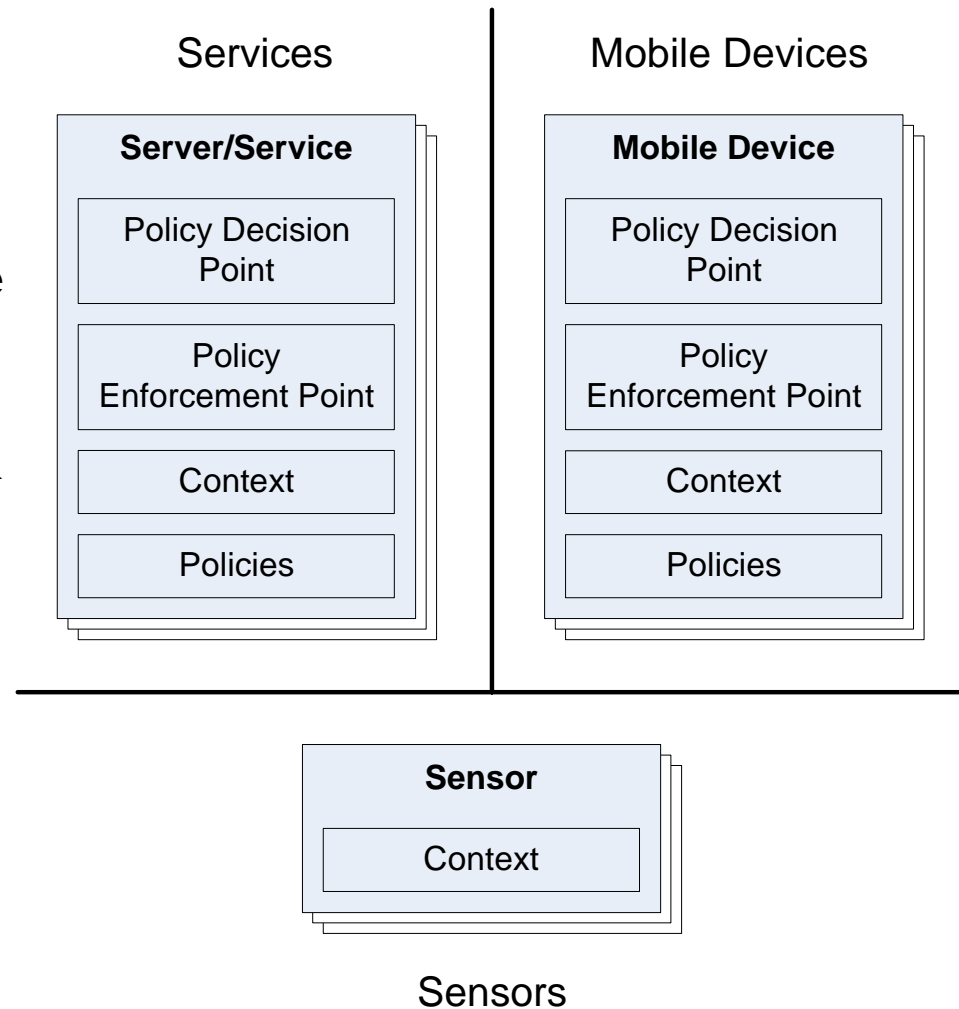 Services
Server/Service
Policy Decision
Point
Policy
Enforcement Point
Context
Policies
Mobile Devices
Mobile Device
Policy Decision
Point
Policy
Enforcement Point
Context
Policies
Sensor
Context
Sensors